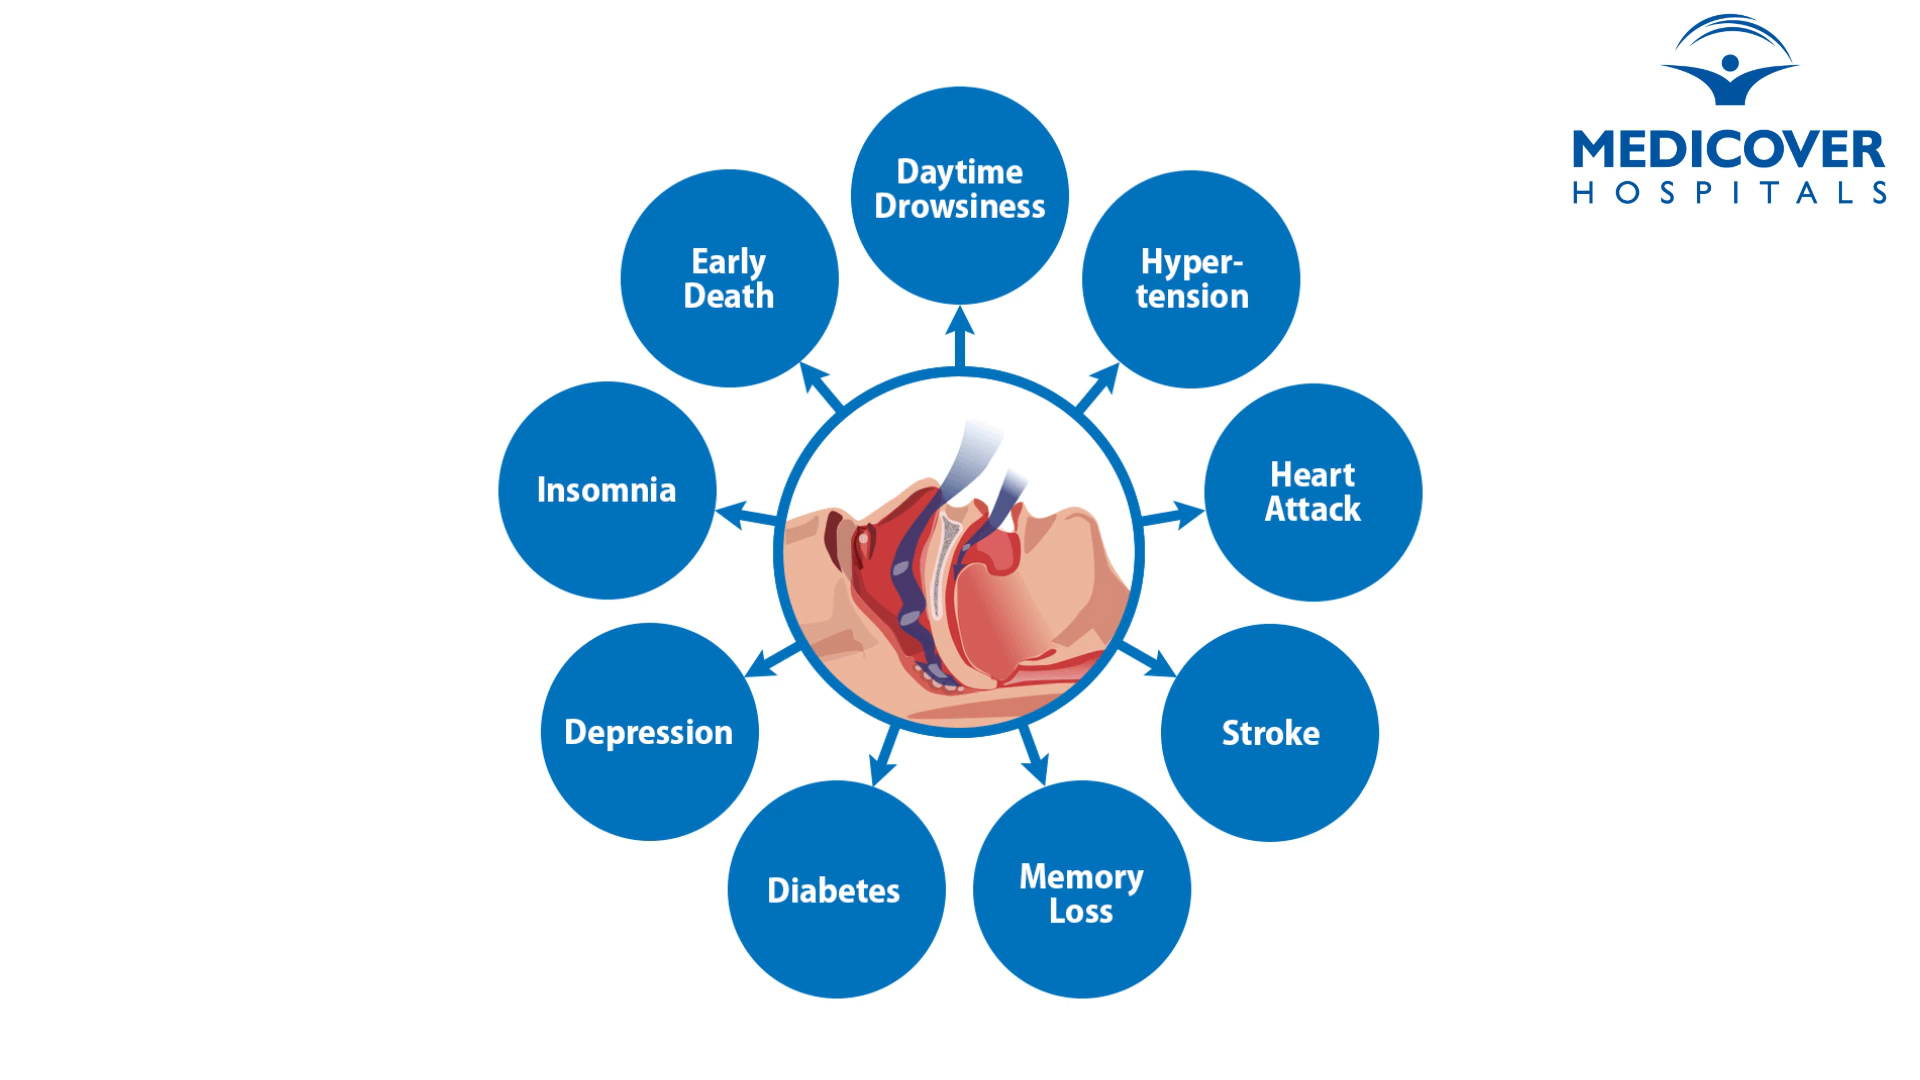 MEDICOVER
HOSPITALS
Daytime
Drowsiness
Hyper-
tension
Heart
Attack
Stroke
Memory
Loss
Diabetes
Depression
Insomnia
Early
Death